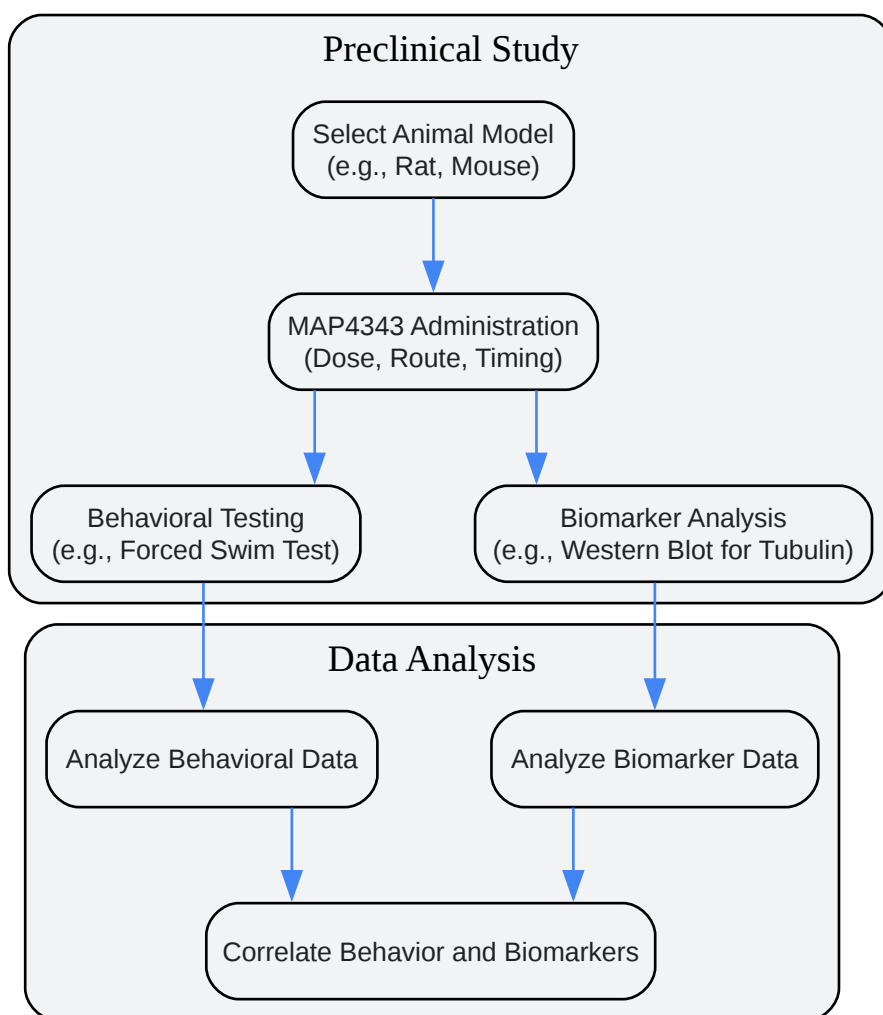 Preclinical Study
Select Animal Model
(e.g., Rat, Mouse)
MAP4343 Administration
(Dose, Route, Timing)
Behavioral Testing
(e.g., Forced Swim Test)
Biomarker Analysis
(e.g., Western Blot for Tubulin)
Data Analysis
Analyze Behavioral Data
Analyze Biomarker Data
Correlate Behavior and Biomarkers